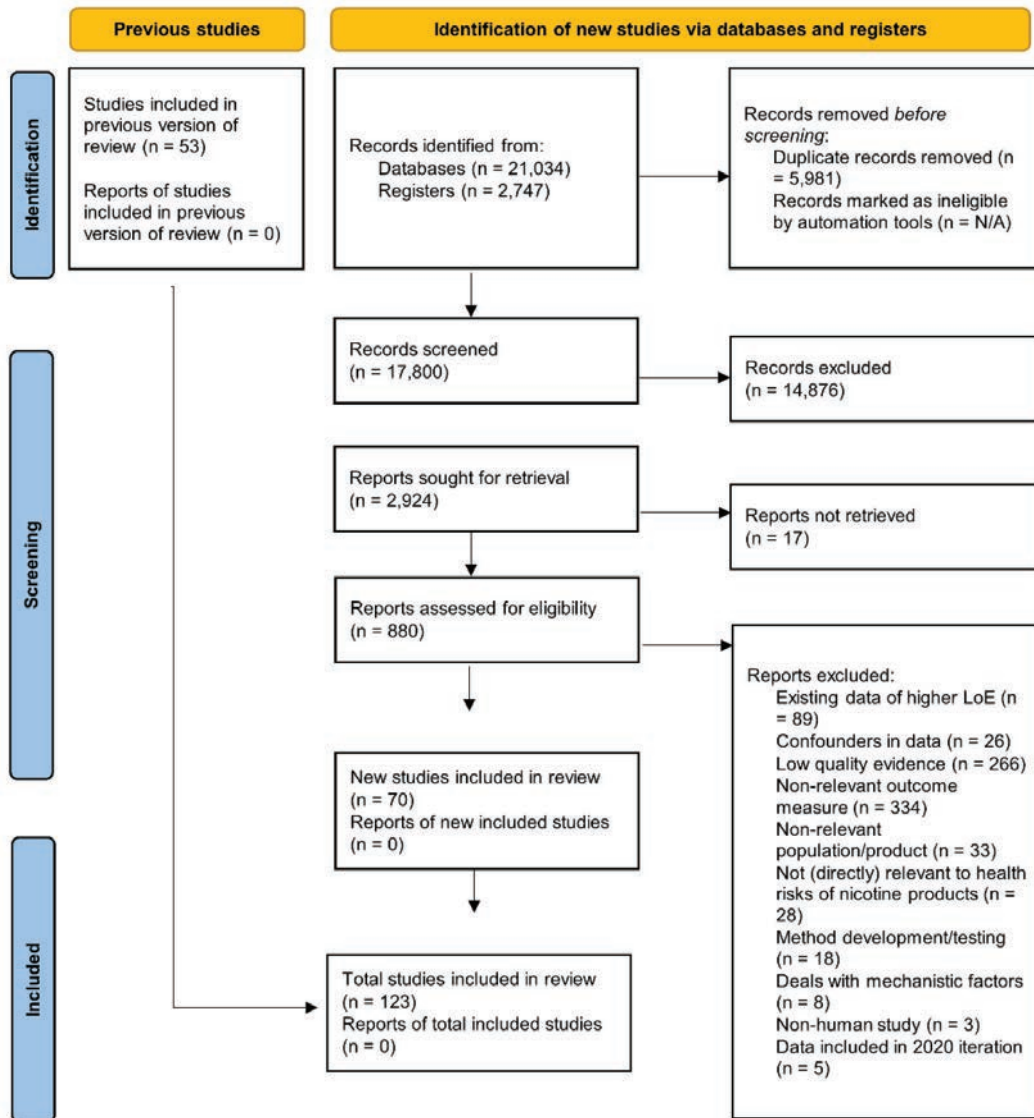 Previous studies
Identification of new studies via databases and registers
Identification
Studies included in
previous version of
review (n = 53)
Reports of studies
included in previous
version of review (n = 0)
Records identified from:
Databases (n = 21,034)
Registers (n = 2,747)
Records removed before
screening:
Duplicate records removed (n
= 5,981)
Records marked as ineligible
by automation tools (n = N/A)
Screening
Records screened
(n = 17,800)
Records excluded
(n = 14,876)
Reports sought for retrieval
(n = 2,924)
Reports not retrieved
(n = 17)
Reports assessed for eligibility
(n = 880)
Reports excluded:
Existing data of higher LoE (n
= 89)
Confounders in data (n = 26)
Low quality evidence (n = 266)
Non-relevant outcome
measure (n = 334)
Non-relevant
population/product (n = 33)
Not (directly) relevant to health
risks of nicotine products (n =
28)
Method development/testing
(n = 18)
Deals with mechanistic factors
(n = 8)
Non-human study (n = 3)
Data included in 2020 iteration
(n = 5)
New studies included in review
(n = 70)
Reports of new included studies
(n = 0)
Included
Total studies included in review
(n = 123)
Reports of total included studies
(n = 0)